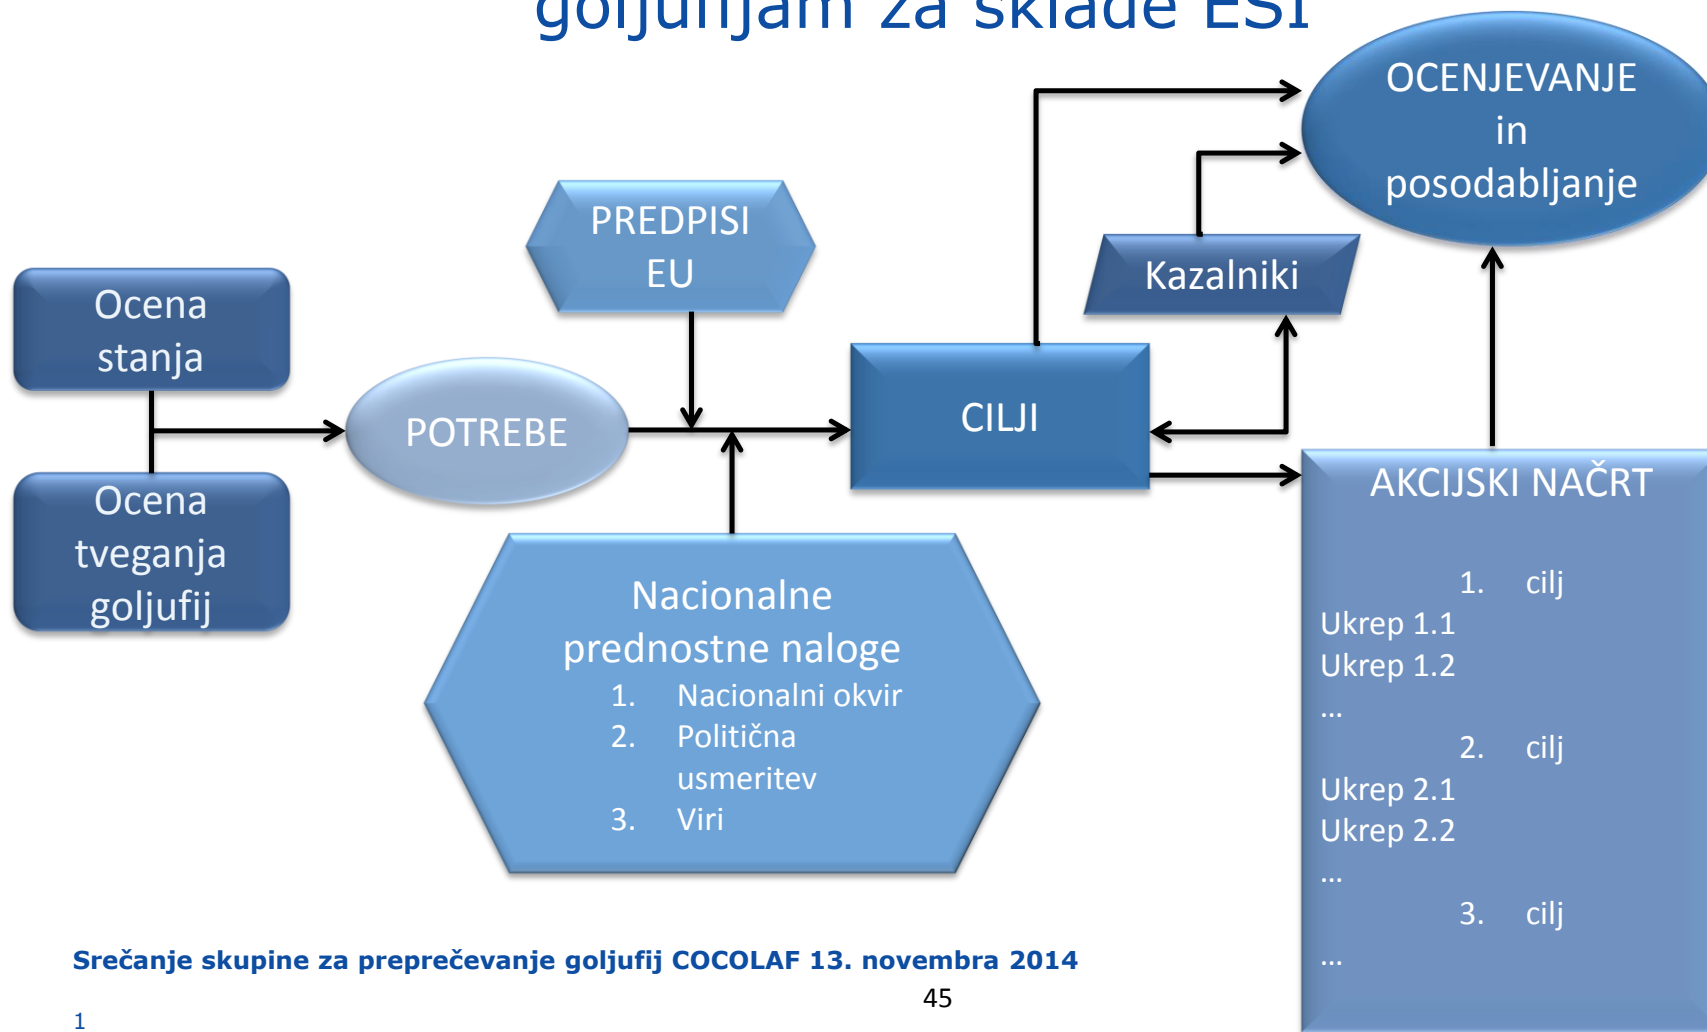 goljufijam za sklade ESI
OCENJEVANJE
in
posodabljanje
PREDPISI
EU
Kazalniki
Ocena
stanja
POTREBE
CILJI
Ocena
tveganja
goljufij
Nacionalne
prednostne naloge
1. Nacionalni okvir
2. Politična
usmeritev
3. Viri
AKCIJSKI NAČRT
1. cilj
Ukrep 1.1
Ukrep 1.2
...
2. cilj
Ukrep 2.1
Ukrep 2.2
...
3. cilj
...
Srečanje skupine za preprečevanje goljufij COCOLAF 13. novembra 2014
45
1